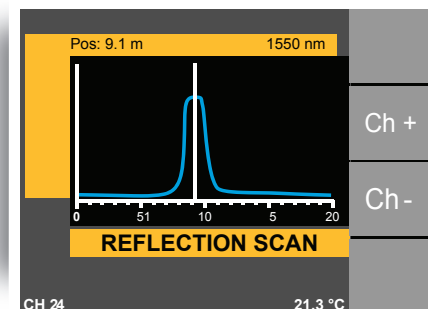 Pos: 9.1 m 1550 nm
Ch +
Ch -
0 51 10 5 20
REFLECTION SCAN
CH 24 21.3 °C